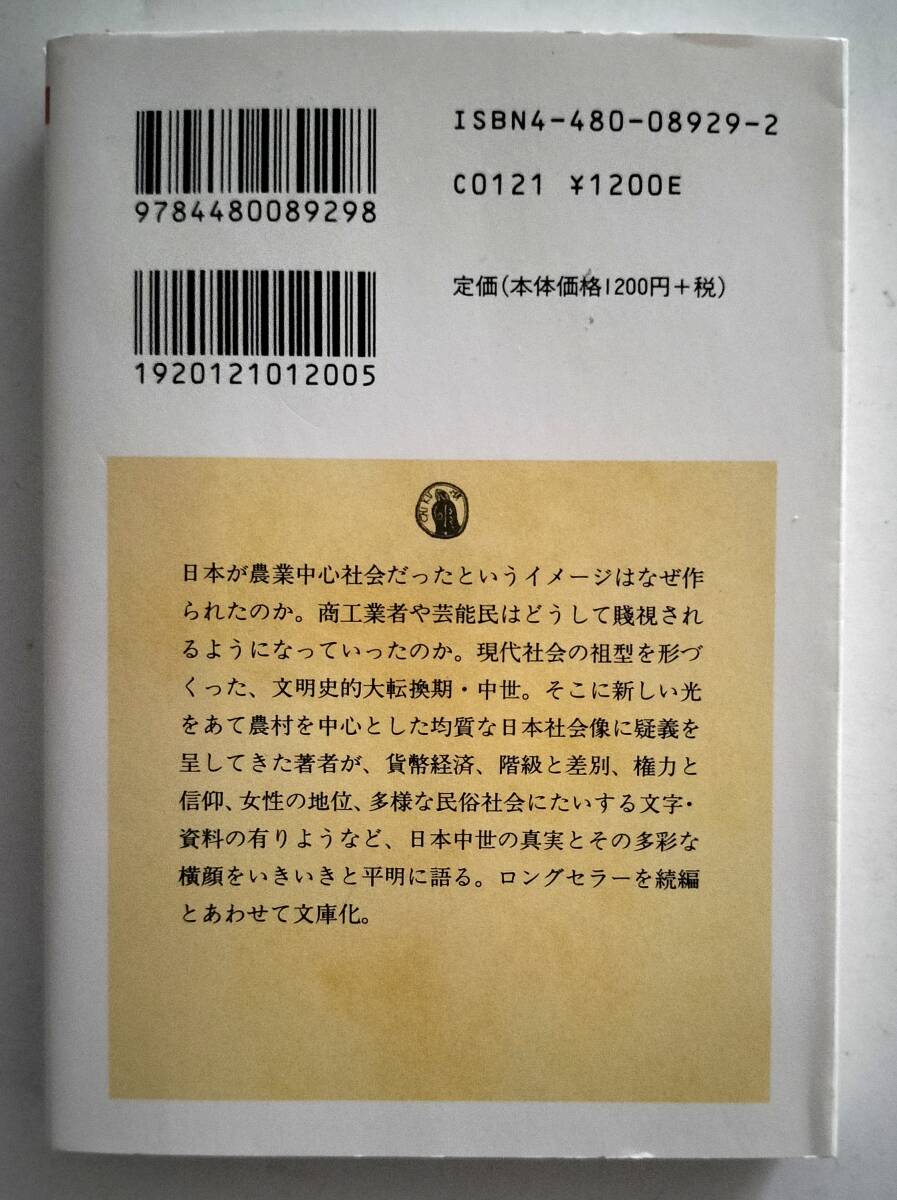 ISBN4-480-08929-2
C0121 ¥1200E
9784480089298
定価(本体価格1200円+税)
1920121012005
CHIKUMA
日本が農業中心社会だったというイメージはなぜ作
られたのか。商工業者や芸能民はどうして賤視され
るようになっていったのか。現代社会の祖型を形づ
くった、文明史的大転換期・中世。そこに新しい光
をあて農村を中心とした均質な日本社会像に疑義を
呈してきた著者が、貨幣経済、階級と差別、権力と
信仰、女性の地位、多様な民俗社会にたいする文字・
資料の有りようなど、日本中世の真実とその多彩な
横顔をいきいきと平明に語る。ロングセラーを続編
とあわせて文庫化。